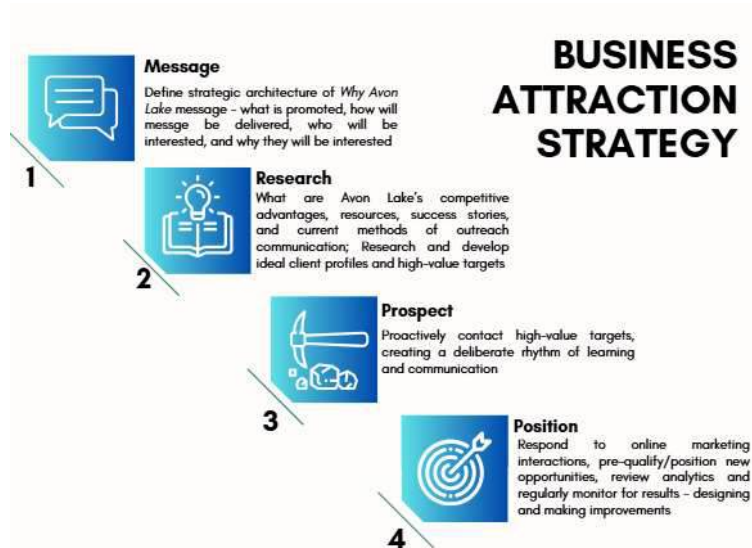 BUSINESS
ATTRACTION
STRATEGY
Message
Define strategic architecture of Why Avon
Lake message - what is promoted, how will
messge be delivered, who will be
interested, and why they will be interested
1
Research
What are Avon Lake's competitive
advantages, resources, success stories,
and current methods of outreach
communication; Research and develop
ideal client profiles and high-value targets
2
Prospect
Proactively contact high-value targets,
creating a deliberate rhythm of learning
and communication
3
Position
Respond to online marketing
interactions, pre-qualify/position new
opportunities, review analytics and
regularly monitor for results - designing
and making improvements
4